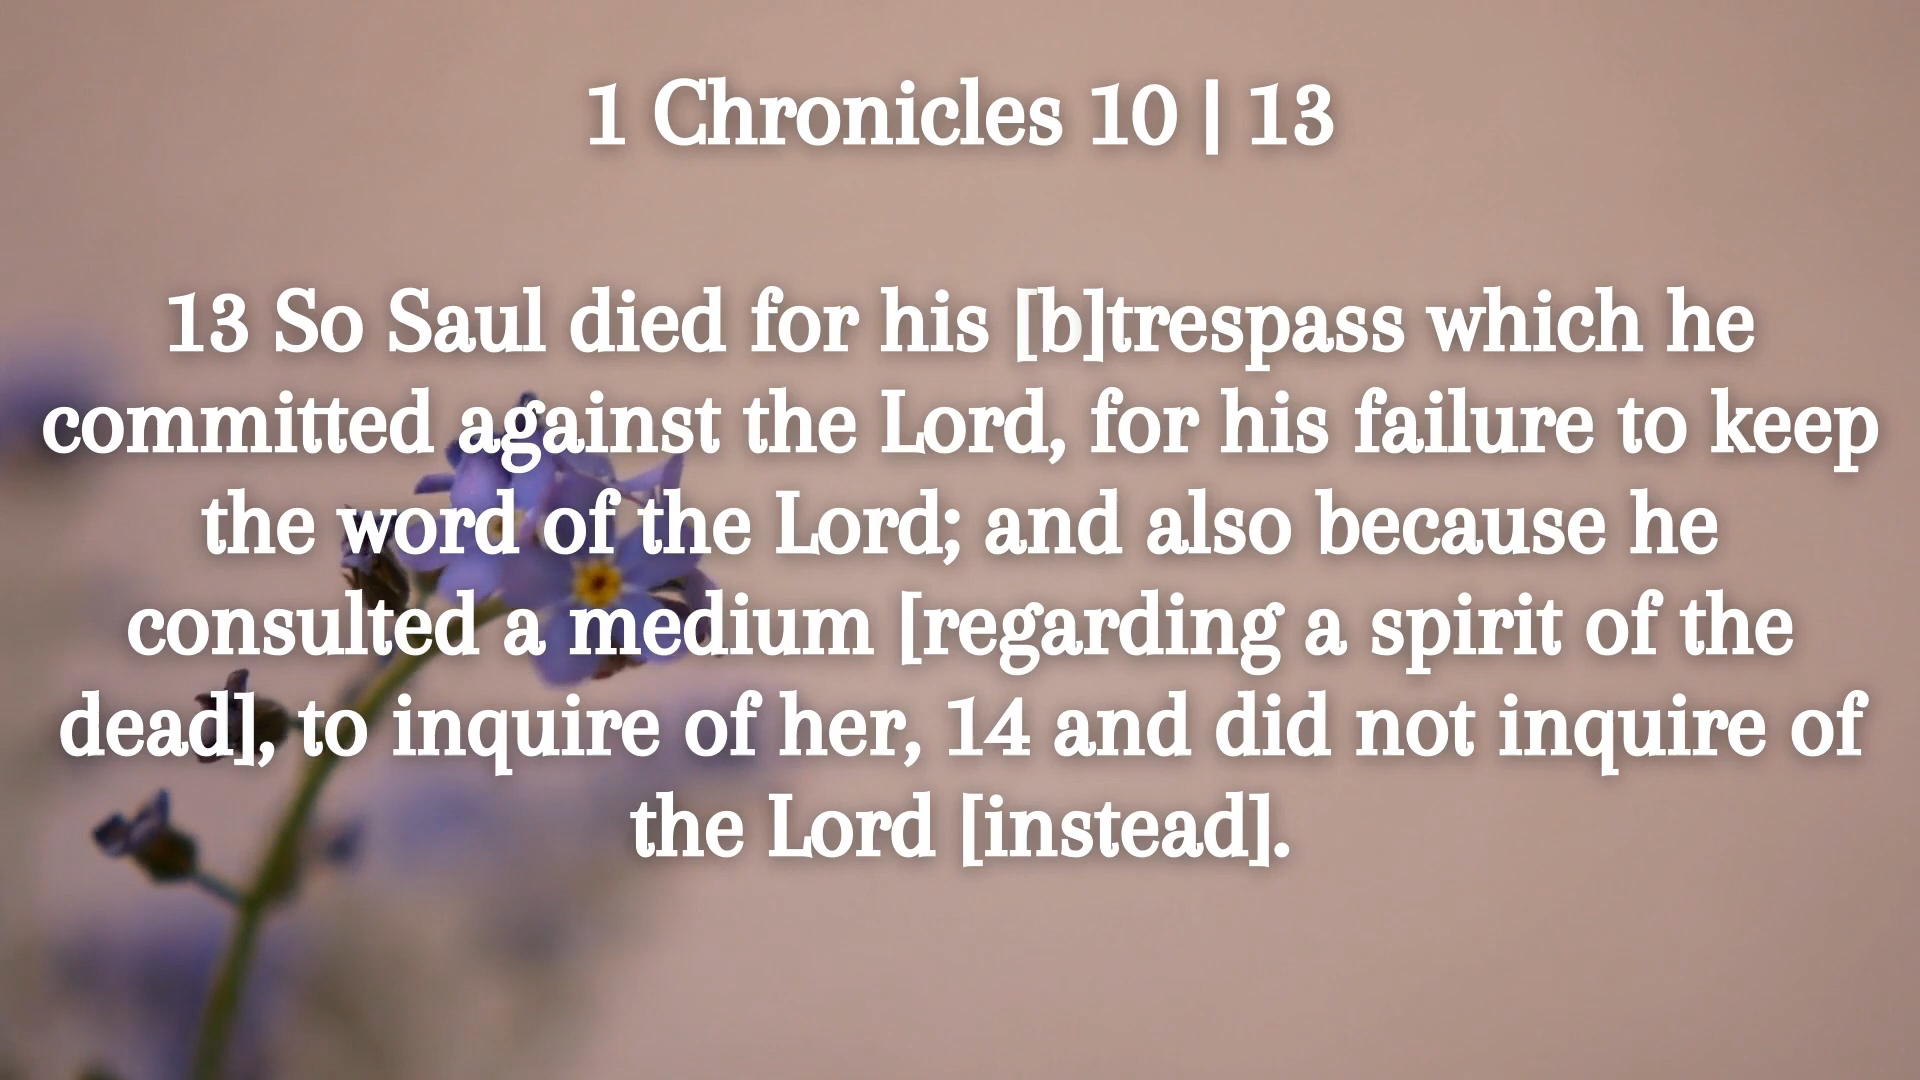 1 Chronicles 10 | 13
13 So Saul died for his [b]trespass which he
committed against the Lord, for his failure to keep
the word of the Lord; and also because he
consulted a medium [regarding a spirit of the
dead], to inquire of her, 14 and did not inquire of
the Lord [instead].